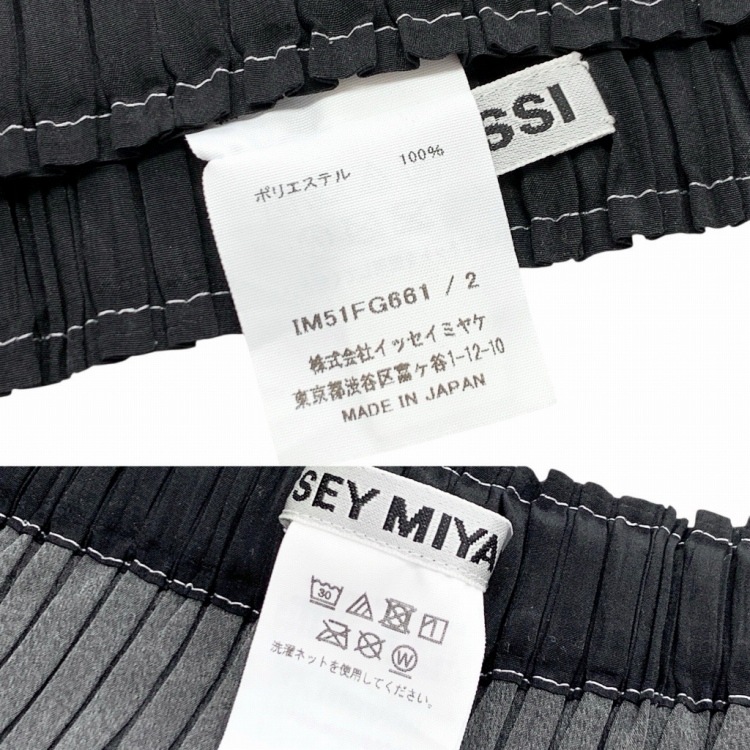 SSI
ポリエステル 100%
IM51FG661 / 2
株式会社イッセイミヤケ
東京都渋谷区富ヶ谷1-12-10
MADE IN JAPAN
SEY MIYA
30
W
洗濯ネットを使用してください。